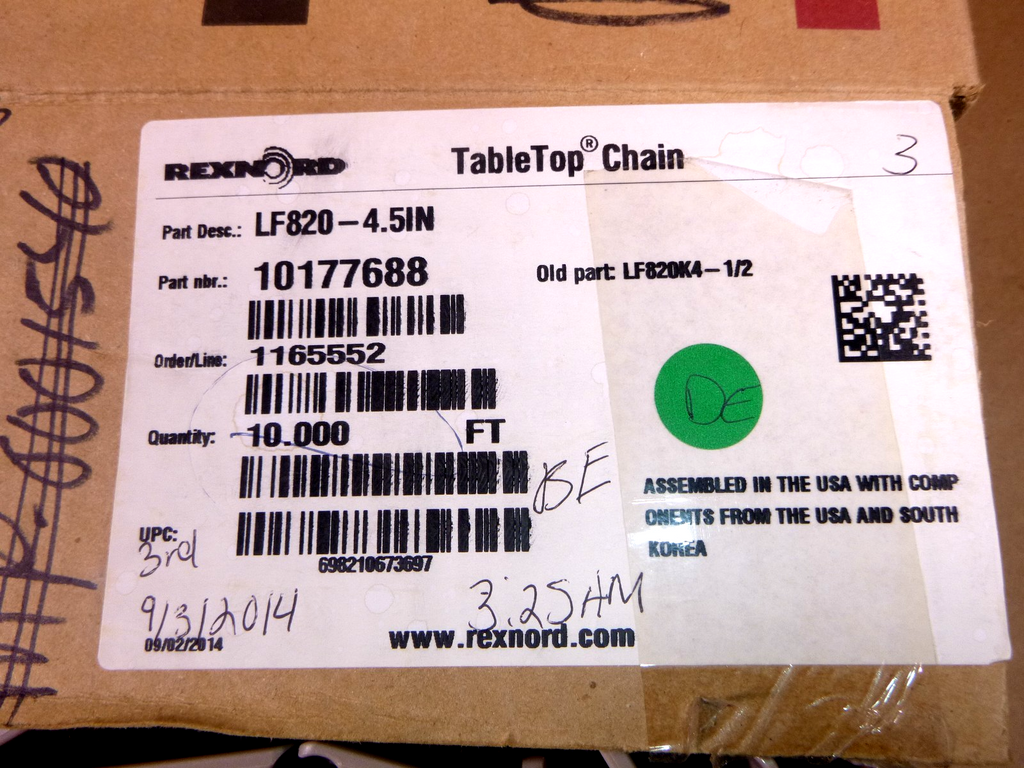 REXNORD
TableTop® Chain
3
Part Desc.: LF820-4.5IN
Part nbr.: 10177688
Old part: LF820K4-1/2
Order/Line: 1165552
Quantity: 10.000 FT
DE
BE
ASSEMBLED IN THE USA WITH COMP
ONENTS FROM THE USA AND SOUTH
KOREA
UPC:
698210673697
3rd
9/3/2014
3:25 AM
09/02/2014
www.rexnord.com